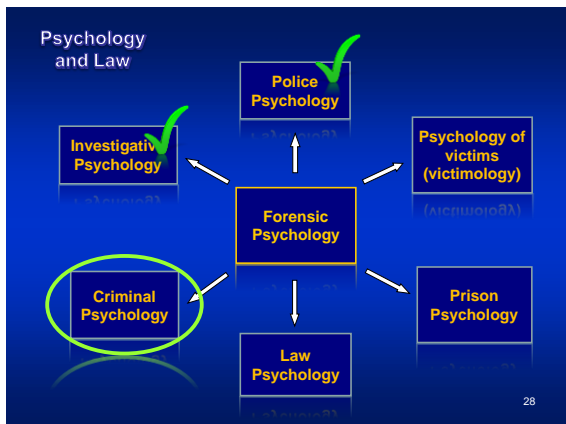 Psychology
and Law
Police
Psychology
Investigative
Psychology
Psychology of
victims
(victimology)
Forensic
Psychology
Criminal
Psychology
Prison
Psychology
Law
Psychology
28